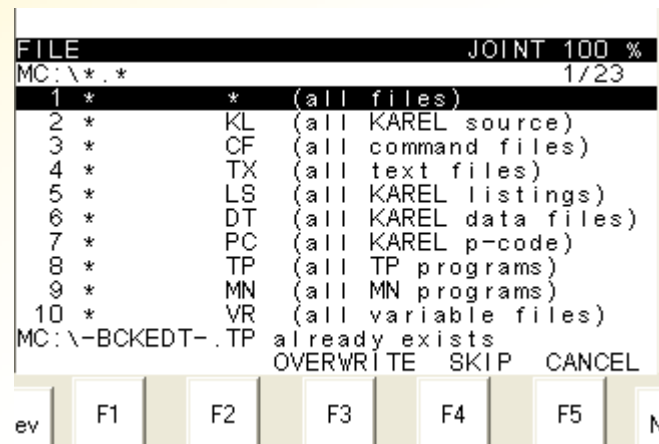 FILE JOINT 100 %
MC:\*.* 1/23
1 * * (all files)
2 * KL (all KAREL source)
3 * CF (all command files)
4 * TX (all text files)
5 * LS (all KAREL listings)
6 * DT (all KAREL data files)
7 * PC (all KAREL p-code)
8 * TP (all TP programs)
9 * MN (all MN programs)
10 * VR (all variable files)
MC:\-BCKEDT-.TP already exists
OVERWRITE SKIP CANCEL
ev F1 F2 F3 F4 F5 N